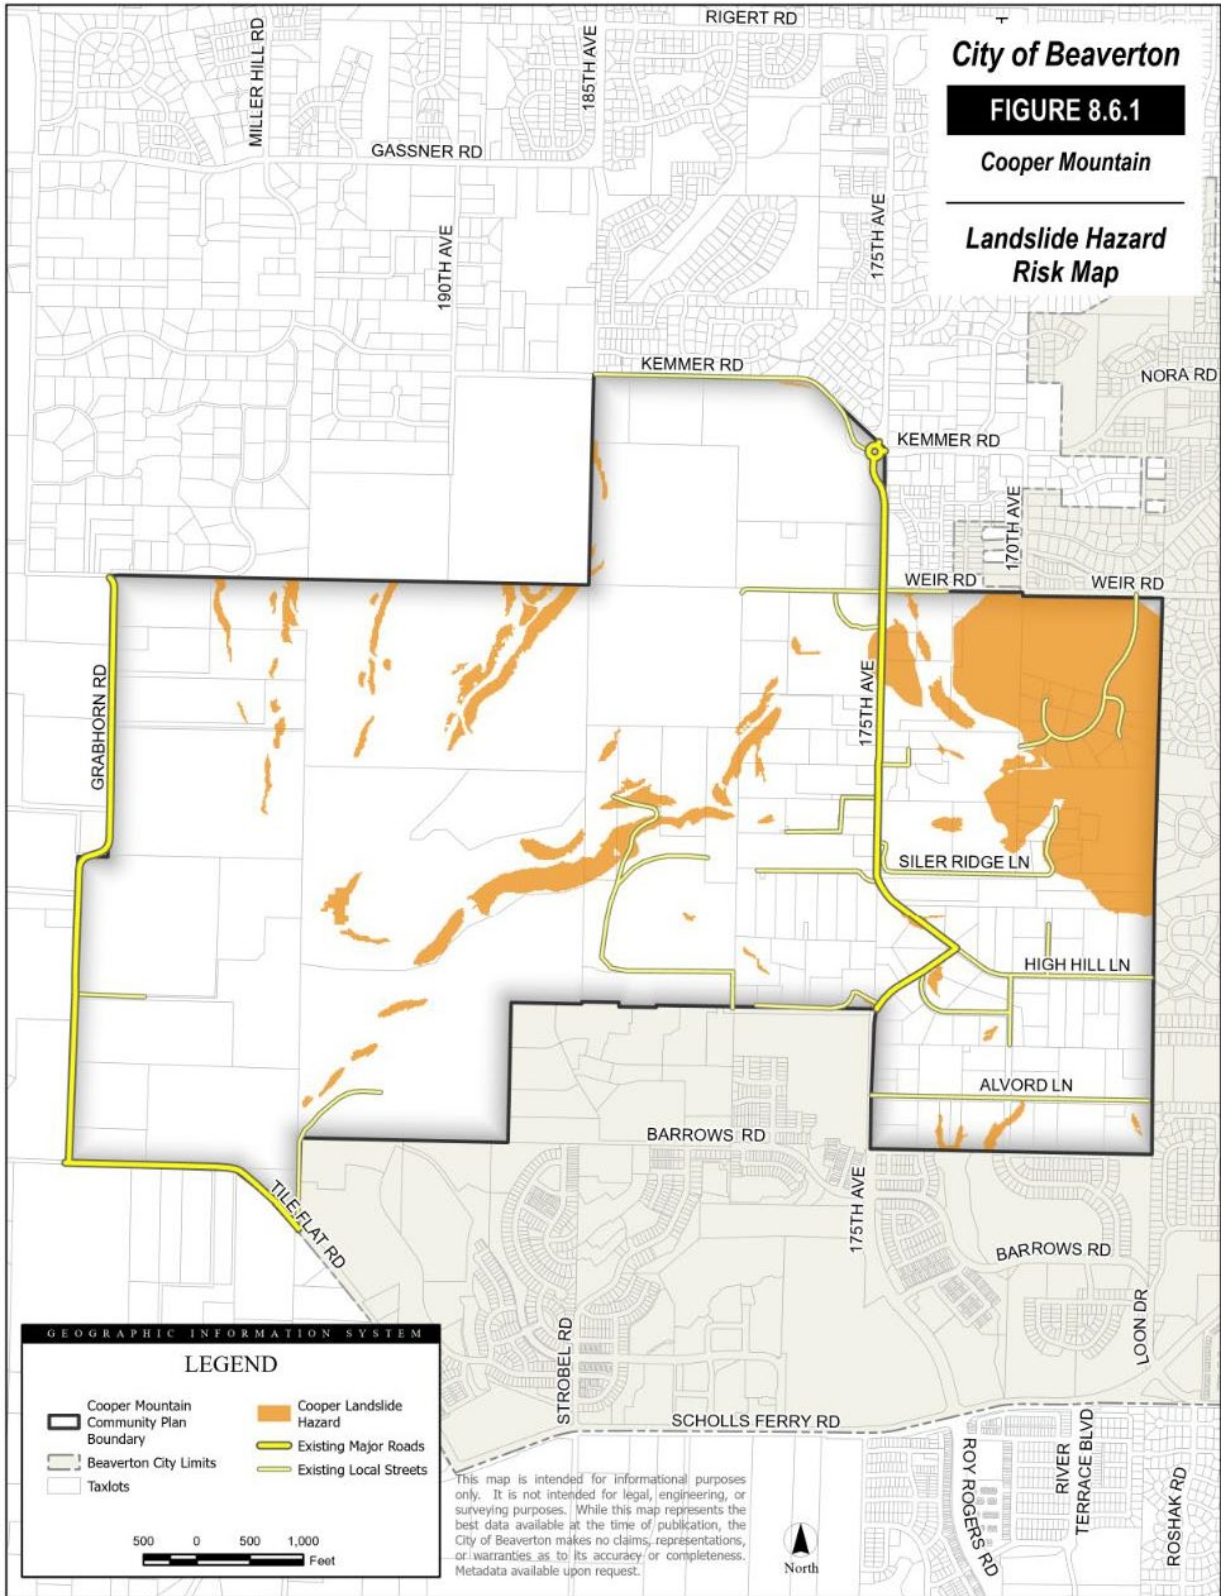 RIGERT RD
City of Beaverton
FIGURE 8.6.1
Cooper Mountain
Landslide Hazard
Risk Map
MILLER HILL RD
185TH AVE
GASSNER RD
190TH AVE
175TH AVE
KEMMER RD
NORA RD
KEMMER RD
170TH AVE
WEIR RD
WEIR RD
GRABHORN RD
175TH AVE
SILER RIDGE LN
HIGH HILL LN
ALVORD LN
BARROWS RD
175TH AVE
TILE FLAT RD
BARROWS RD
LOON DR
STROBEL RD
SCHOLLS FERRY RD
ROY ROGERS RD
RIVER
TERRACE BLVD
ROSHAK RD
GEOGRAPHIC INFORMATION SYSTEM
LEGEND
Cooper Mountain
Community Plan
Boundary
Beaverton City Limits
Taxlots
Cooper Landslide
Hazard
Existing Major Roads
Existing Local Streets
500 0 500 1,000
Feet
This map is intended for informational purposes
only. It is not intended for legal, engineering, or
surveying purposes. While this map represents the
best data available at the time of publication, the
City of Beaverton makes no claims, representations,
or warranties as to its accuracy or completeness.
Metadata available upon request.
North